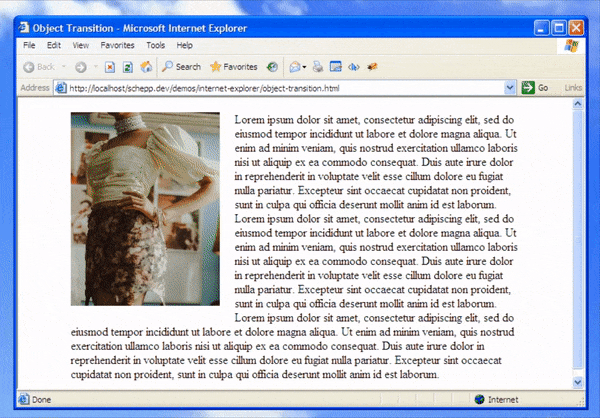 Object Transition - Microsoft Internet Explorer
File Edit View Favorites Tools Help
Back Search Favorites
Address http://localhost/schepp.dev/demos/internet-explorer/object-transition.html Go Links
Lorem ipsum dolor sit amet, consectetur adipiscing elit, sed do
eiusmod tempor incididunt ut labore et dolore magna aliqua. Ut
enim ad minim veniam, quis nostrud exercitation ullamco laboris
nisi ut aliquip ex ea commodo consequat. Duis aute irure dolor
in reprehenderit in voluptate velit esse cillum dolore eu fugiat
nulla pariatur. Excepteur sint occaecat cupidatat non proident,
sunt in culpa qui officia deserunt mollit anim id est laborum.
Lorem ipsum dolor sit amet, consectetur adipiscing elit, sed do
eiusmod tempor incididunt ut labore et dolore magna aliqua. Ut
enim ad minim veniam, quis nostrud exercitation ullamco laboris
nisi ut aliquip ex ea commodo consequat. Duis aute irure dolor
in reprehenderit in voluptate velit esse cillum dolore eu fugiat
nulla pariatur. Excepteur sint occaecat cupidatat non proident,
sunt in culpa qui officia deserunt mollit anim id est laborum.
Lorem ipsum dolor sit amet, consectetur adipiscing elit, sed do
eiusmod tempor incididunt ut labore et dolore magna aliqua. Ut enim ad minim veniam, quis nostrud
exercitation ullamco laboris nisi ut aliquip ex ea commodo consequat. Duis aute irure dolor in
reprehenderit in voluptate velit esse cillum dolore eu fugiat nulla pariatur. Excepteur sint occaecat
cupidatat non proident, sunt in culpa qui officia deserunt mollit anim id est laborum.
Done Internet